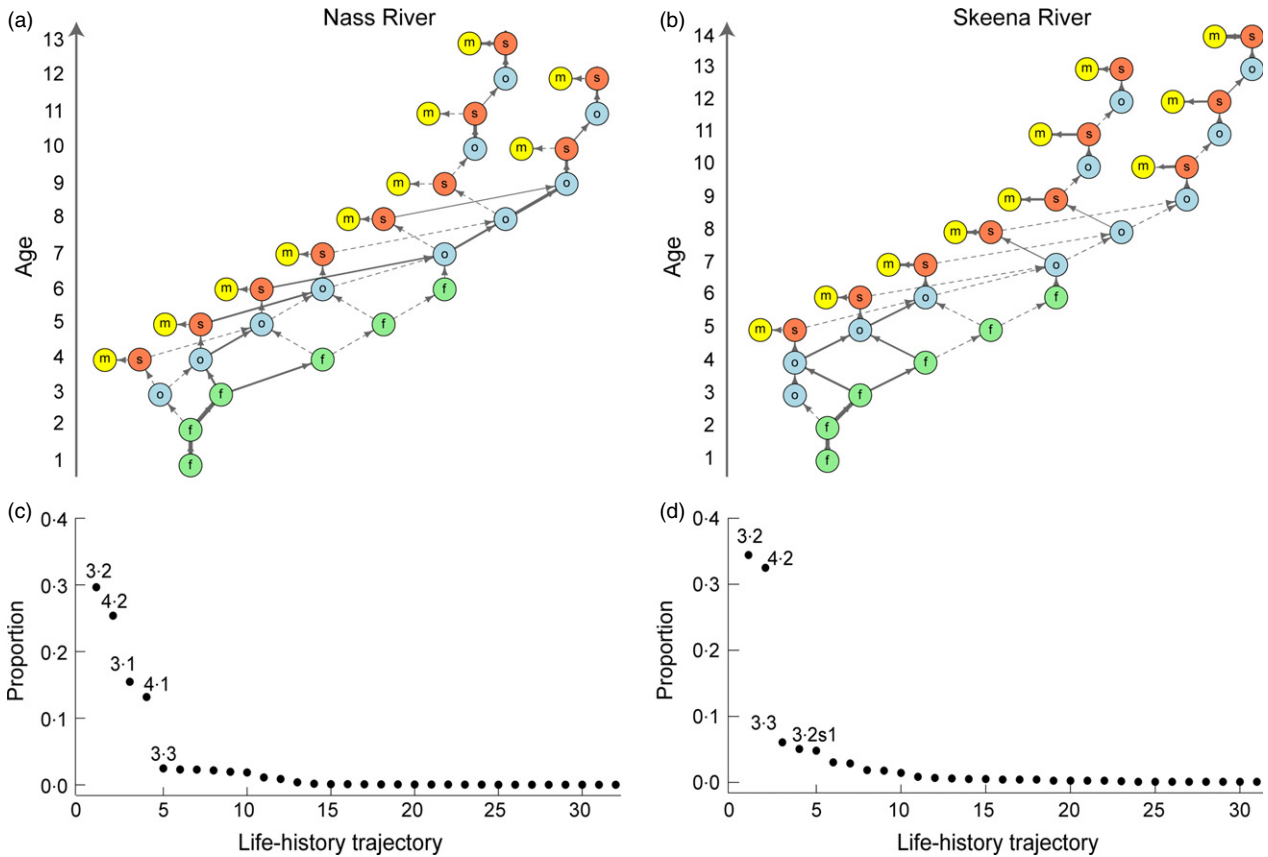 (a)
Nass River
Age
13
12
11
10
9
8
7
6
5
4
3
2
1
m s
o
m s
o
m s
o
m s
o
m s
o
m s
o
m s
o
f
m s
o
f
m s
o
f
m s
o
f
o
f
f
f
(b)
Skeena River
Age
14
13
12
11
10
9
8
7
6
5
4
3
2
1
m s
o
m s
o
m s
o
m s
o
m s
o
m s
o
m s
o
m s
o
f
m s
o
f
m s
o
f
o
f
f
f
(c)
Proportion
0·4
0·3
0·2
0·1
0·0
3·2
4·2
3·1
4·1
3·3
0 5 10 15 20 25 30
Life-history trajectory
(d)
Proportion
0·4
0·3
0·2
0·1
0·0
3·2
4·2
3·3
3·2s1
0 5 10 15 20 25 30
Life-history trajectory